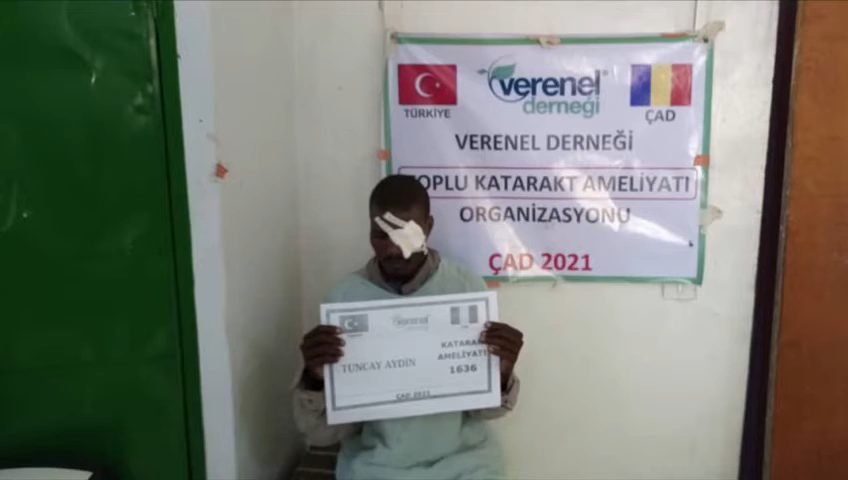 verenel®
derneği
TÜRKİYE
ÇAD
VERENEL DERNEĞİ
TOPLU KATARAKT AMELİYATI
ORGANİZASYONU
ÇAD 2021
verenel
KATARAKT
AMELİYATI
TUNCAY AYDIN
1636
ÇAD 2021